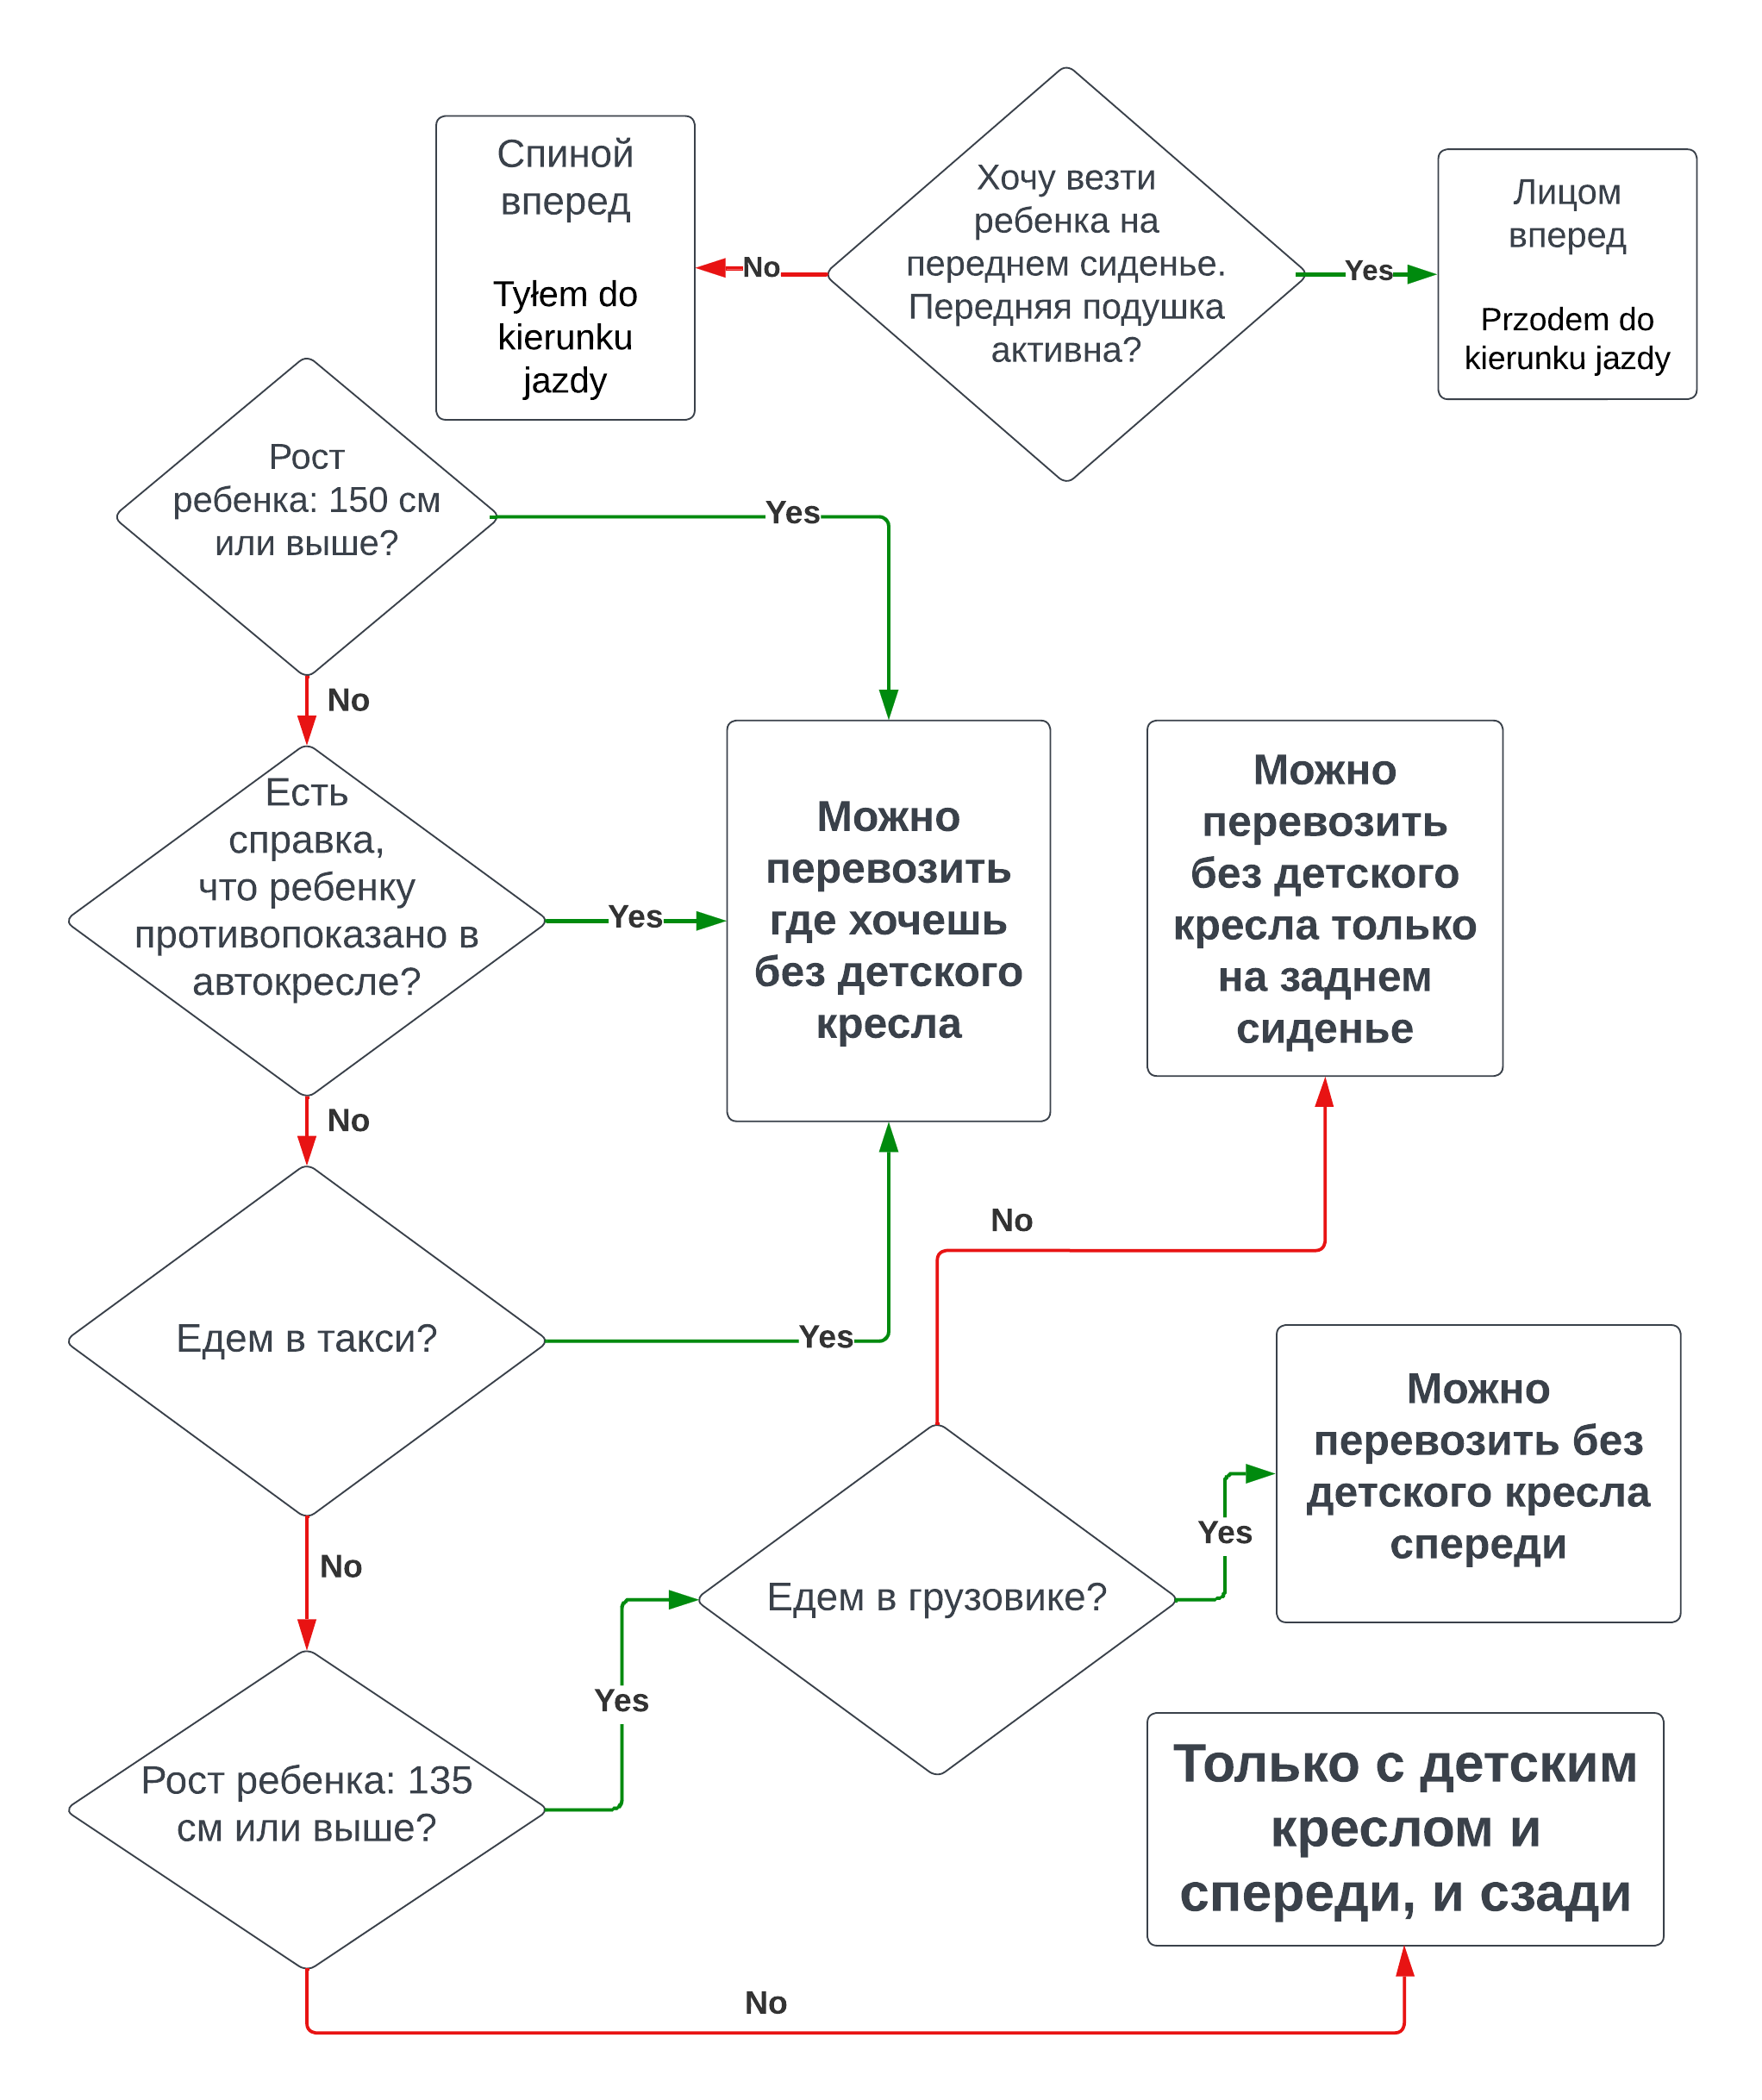 Спиной
вперед
Tyłem do
kierunku
jazdy
No
Хочу везти
ребенка на
переднем сиденье.
Передняя подушка
активна?
Yes
Лицом
вперед
Przodem do
kierunku jazdy
Рост
ребенка: 150 см
или выше?
Yes
No
Есть
справка,
что ребенку
противопоказано в
автокресле?
Yes
Можно
перевозить
где хочешь
без детского
кресла
Можно
перевозить
без детского
кресла только
на заднем
сиденье
No
Едем в такси?
Yes
No
No
Едем в грузовике?
Yes
Можно
перевозить без
детского кресла
спереди
Рост ребенка: 135
см или выше?
Yes
Только с детским
креслом и
спереди, и сзади
No